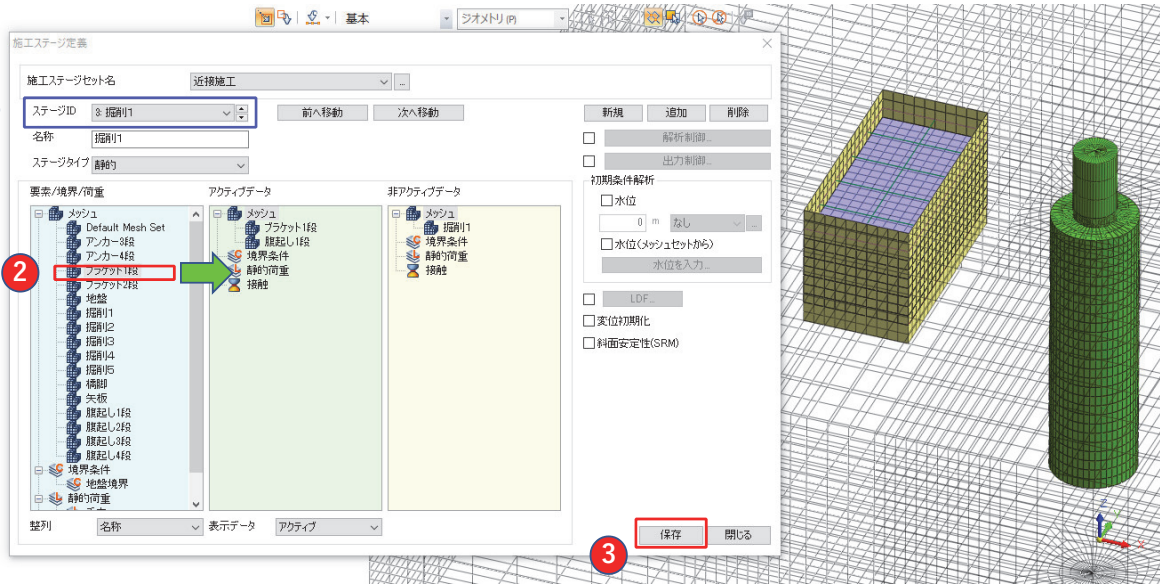 基本 ジオメトリ(P)
施工ステージ定義
施工ステージセット名 近接施工 ...
ステージID 3: 掘削1 前へ移動 次へ移動 新規 追加 削除
名称 掘削1 解析制御...
ステージタイプ 静的 出力制御...
要素/境界/荷重 アクティブデータ 非アクティブデータ 初期条件解析
メッシュ
Default Mesh Set
アンカー3段
アンカー4段
ブラケット1段
ブラケット2段
地盤
掘削1
掘削2
掘削3
掘削4
掘削5
橋脚
矢板
腹起し1段
腹起し2段
腹起し3段
腹起し4段
境界条件
地盤境界
静的荷重
メッシュ
ブラケット1段
腹起し1段
境界条件
静的荷重
接触
メッシュ
掘削1
境界条件
静的荷重
接触
水位
0 m なし ...
水位(メッシュセットから)
水位を入力...
LDF...
変位初期化
斜面安定性(SRM)
整列 名称 表示データ アクティブ
保存 閉じる
2
3
Z
X